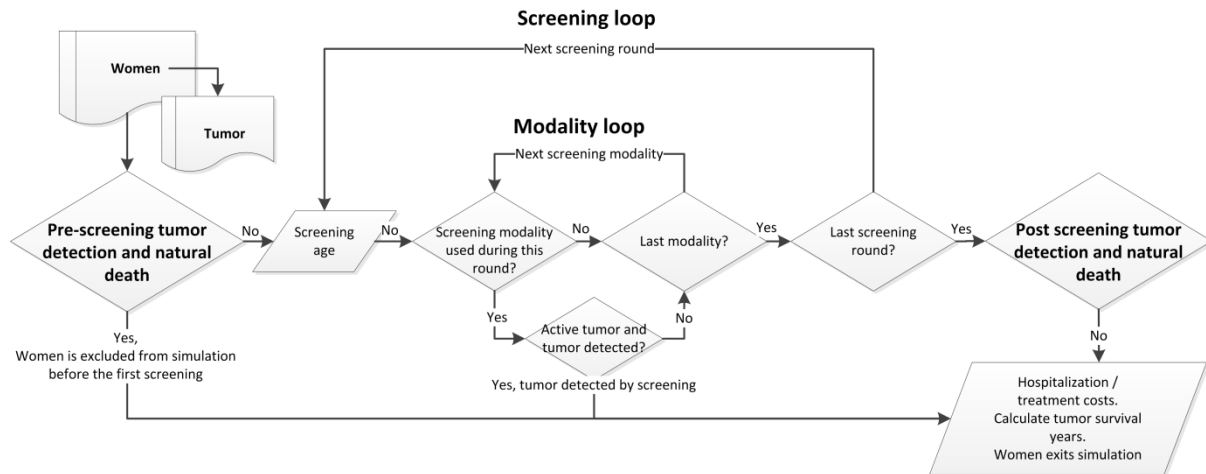 Screening loop
Next screening round
Women
Tumor
Modality loop
Next screening modality
Pre-screening tumor
detection and natural
death
No
Screening
age
No
Screening modality
used during this
round?
No
Last modality?
Yes
Last screening
round?
Yes
Post screening tumor
detection and natural
death
Yes
Active tumor and
tumor detected?
No
No
Yes,
Women is excluded from simulation
before the first screening
Yes, tumor detected by screening
Hospitalization /
treatment costs.
Calculate tumor survival
years.
Women exits simulation